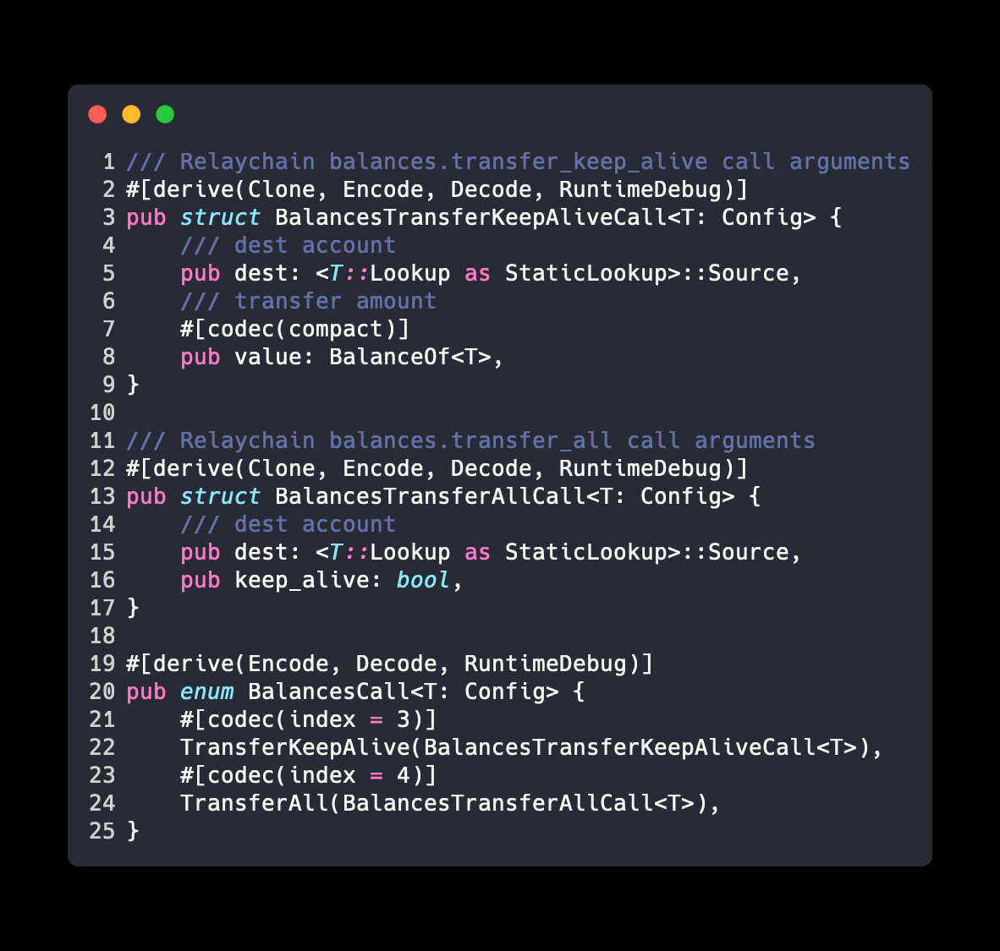 1 /// Relaychain balances.transfer_keep_alive call arguments
2 #[derive(Clone, Encode, Decode, RuntimeDebug)]
3 pub struct BalancesTransferKeepAliveCall<T: Config> {
4     /// dest account
5     pub dest: <T::Lookup as StaticLookup>::Source,
6     /// transfer amount
7     #[codec(compact)]
8     pub value: BalanceOf<T>,
9 }
10
11 /// Relaychain balances.transfer_all call arguments
12 #[derive(Clone, Encode, Decode, RuntimeDebug)]
13 pub struct BalancesTransferAllCall<T: Config> {
14     /// dest account
15     pub dest: <T::Lookup as StaticLookup>::Source,
16     pub keep_alive: bool,
17 }
18
19 #[derive(Encode, Decode, RuntimeDebug)]
20 pub enum BalancesCall<T: Config> {
21     #[codec(index = 3)]
22     TransferKeepAlive(BalancesTransferKeepAliveCall<T>),
23     #[codec(index = 4)]
24     TransferAll(BalancesTransferAllCall<T>),
25 }